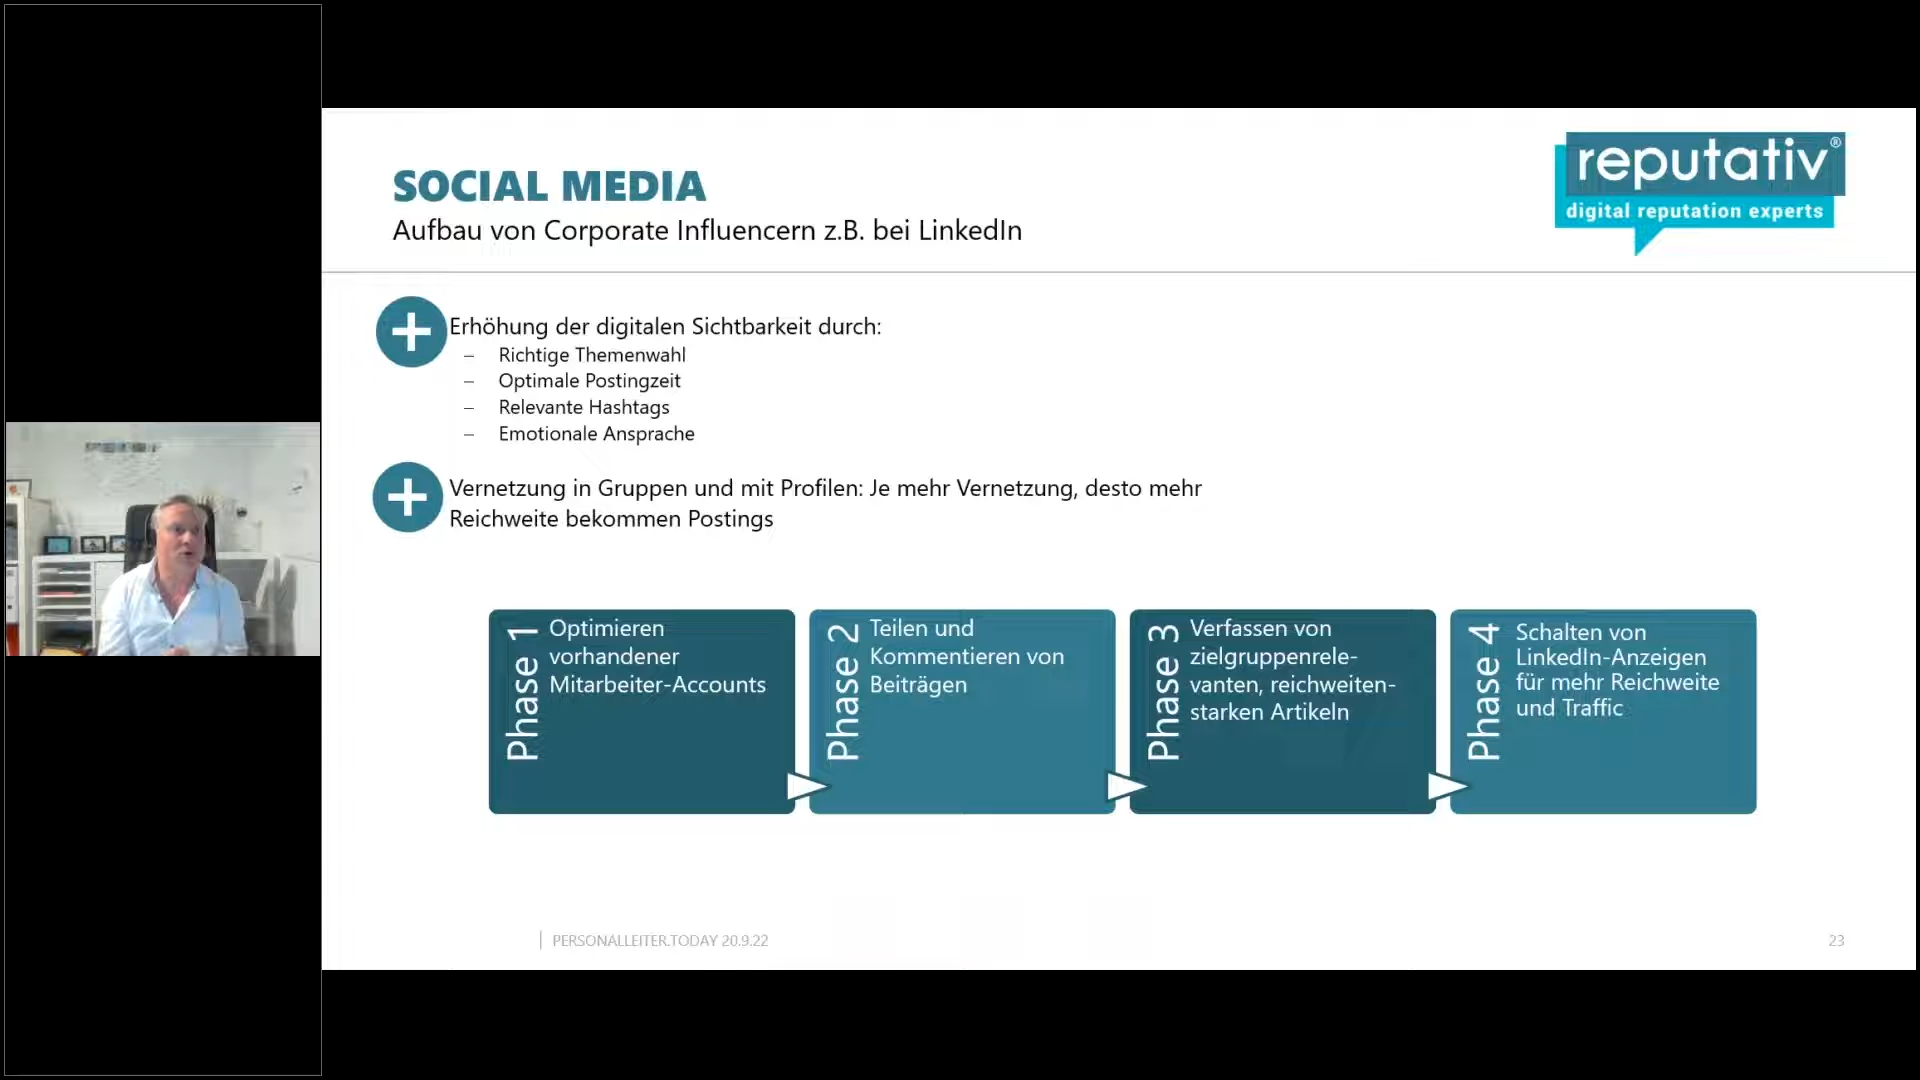 SOCIAL MEDIA
Aufbau von Corporate Influencern z.B. bei LinkedIn
reputativ®
digital reputation experts
Erhöhung der digitalen Sichtbarkeit durch:
– Richtige Themenwahl
– Optimale Postingzeit
– Relevante Hashtags
– Emotionale Ansprache
Vernetzung in Gruppen und mit Profilen: Je mehr Vernetzung, desto mehr
Reichweite bekommen Postings
Phase 1
Optimieren
vorhandener
Mitarbeiter-Accounts
Phase 2
Teilen und
Kommentieren von
Beiträgen
Phase 3
Verfassen von
zielgruppenrele-
vanten, reichweiten-
starken Artikeln
Phase 4
Schalten von
LinkedIn-Anzeigen
für mehr Reichweite
und Traffic
PERSONALLEITER.TODAY 20.9.22
23